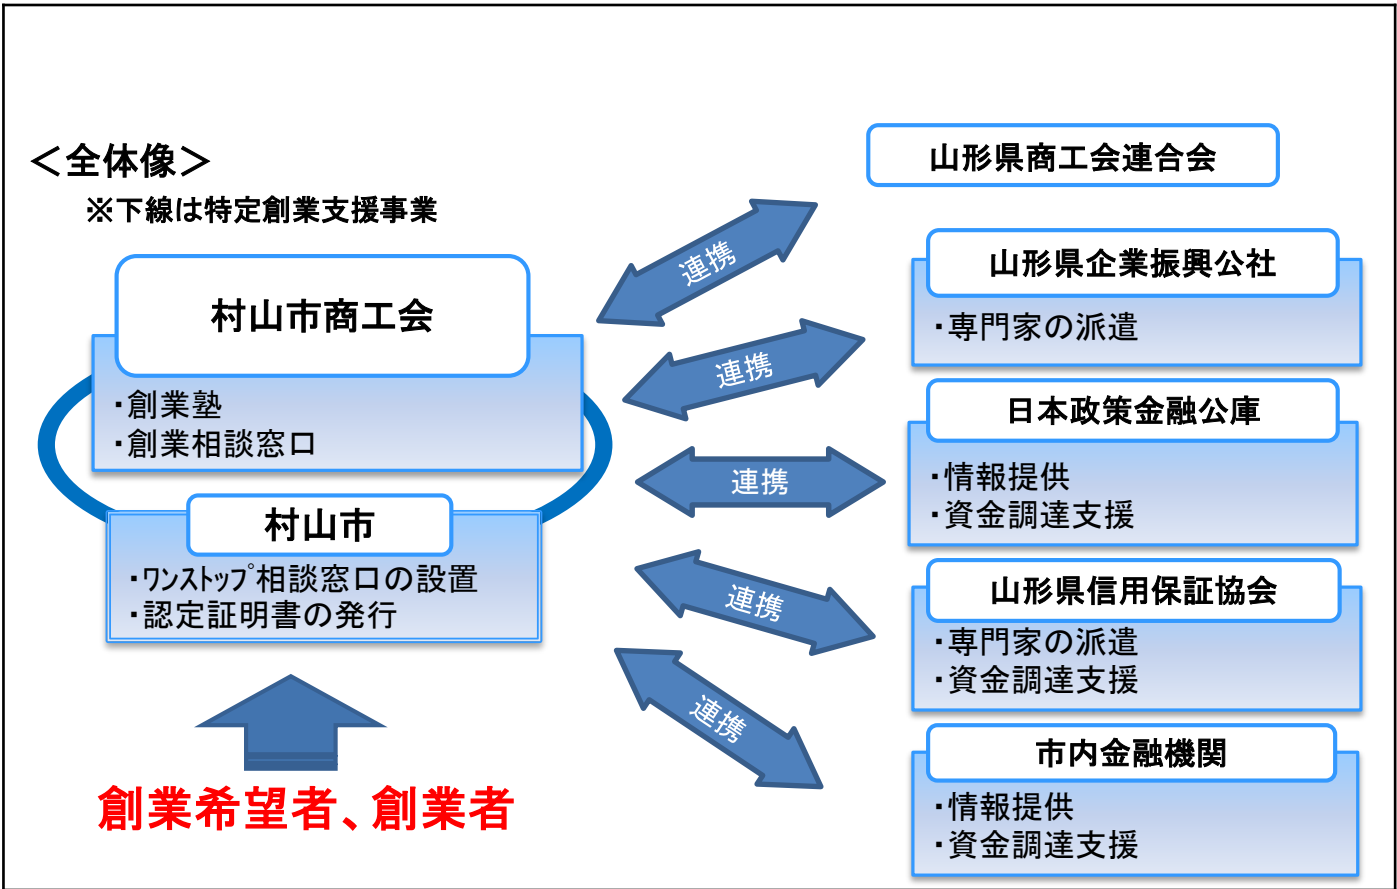 <全体像>
※下線は特定創業支援事業
村山市商工会
・創業塾
・創業相談窓口
村山市
・ワンストップ相談窓口の設置
・認定証明書の発行
創業希望者、創業者
連携
連携
連携
連携
連携
山形県商工会連合会
山形県企業振興公社
・専門家の派遣
日本政策金融公庫
・情報提供
・資金調達支援
山形県信用保証協会
・専門家の派遣
・資金調達支援
市内金融機関
・情報提供
・資金調達支援